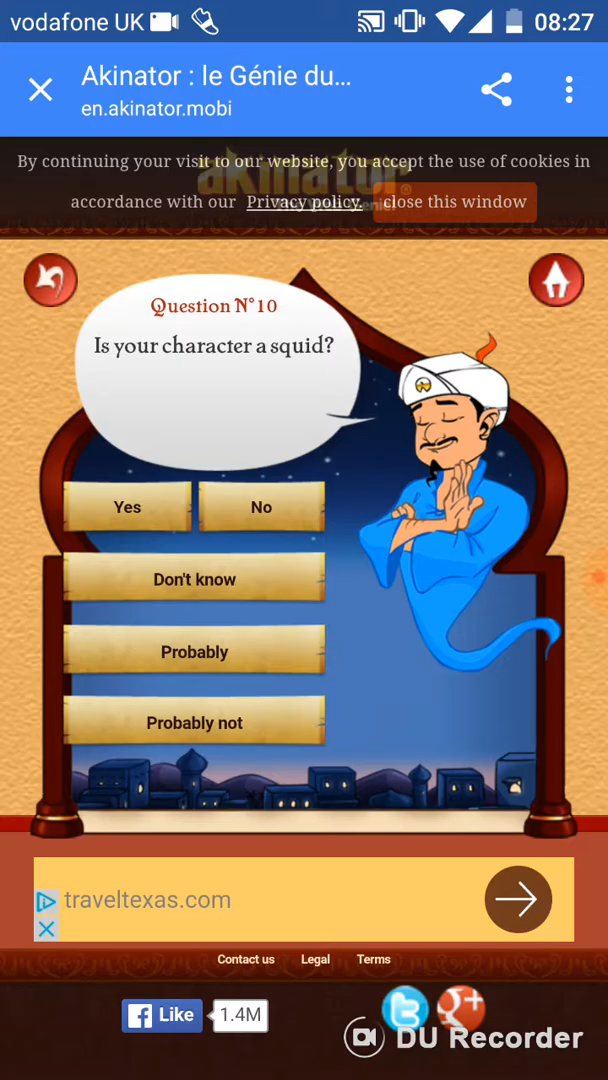 vodafone UK 08:27
Akinator : le Génie du...
en.akinator.mobi
akinator
By continuing your visit to our website, you accept the use of cookies in
accordance with our Privacy policy. close this window
Question N°10
Is your character a squid?
Yes No
Don't know
Probably
Probably not
traveltexas.com
Contact us Legal Terms
Like 1.4M
DU Recorder